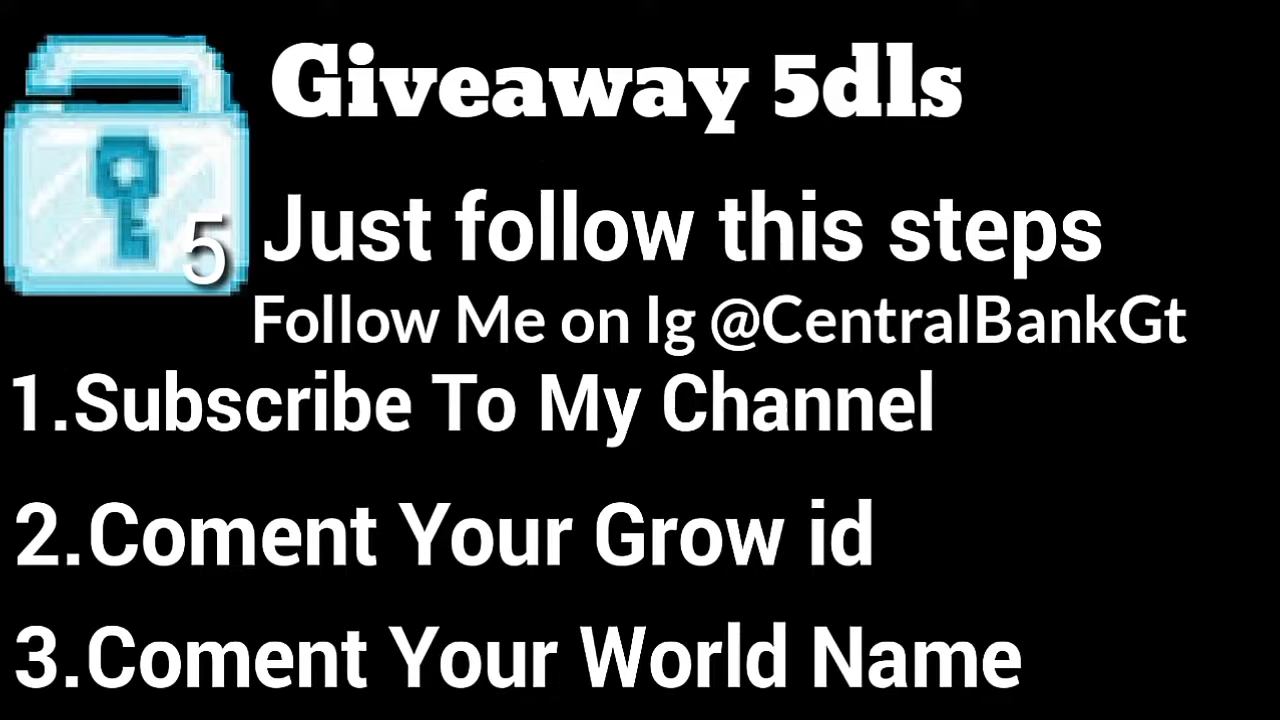 Giveaway 5dls
5
Just follow this steps
Follow Me on Ig @CentralBankGt
1.Subscribe To My Channel
2.Coment Your Grow id
3.Coment Your World Name